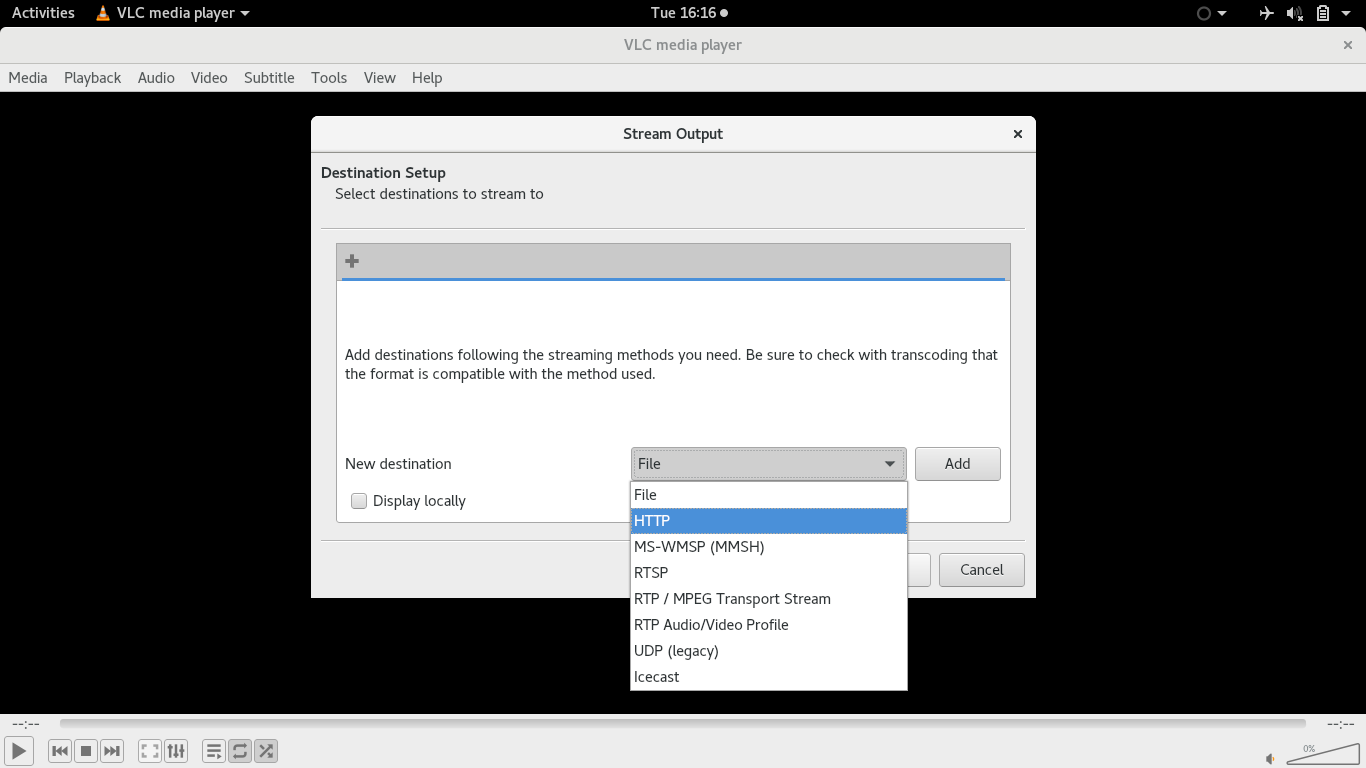 Activities VLC media player Tue 16:16
VLC media player
Media Playback Audio Video Subtitle Tools View Help
Stream Output
Destination Setup
Select destinations to stream to
Add destinations following the streaming methods you need. Be sure to check with transcoding that
the format is compatible with the method used.
New destination File Add
Display locally
File
HTTP
MS-WMSP (MMSH)
RTSP
RTP / MPEG Transport Stream
RTP Audio/Video Profile
UDP (legacy)
Icecast
Cancel
--:-- --:--
0%